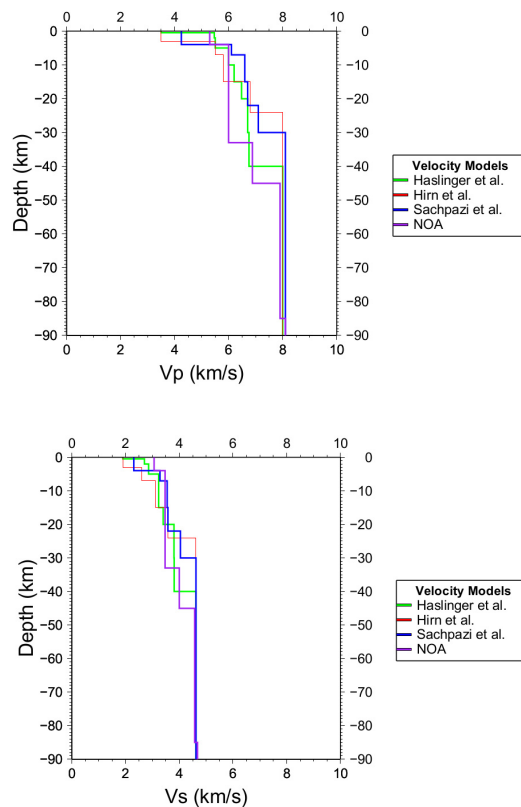 0 2 4 6 8 10
0 0
−10 −10
−20 −20
−30 −30
−40 −40
−50 −50
−60 −60
−70 −70
−80 −80
−90 −90
0 2 4 6 8 10
Depth (km)
Vp (km/s)
Velocity Models
Haslinger et al.
Hirn et al.
Sachpazi et al.
NOA
0 2 4 6 8 10
0 0
−10 −10
−20 −20
−30 −30
−40 −40
−50 −50
−60 −60
−70 −70
−80 −80
−90 −90
0 2 4 6 8 10
Depth (km)
Vs (km/s)
Velocity Models
Haslinger et al.
Hirn et al.
Sachpazi et al.
NOA